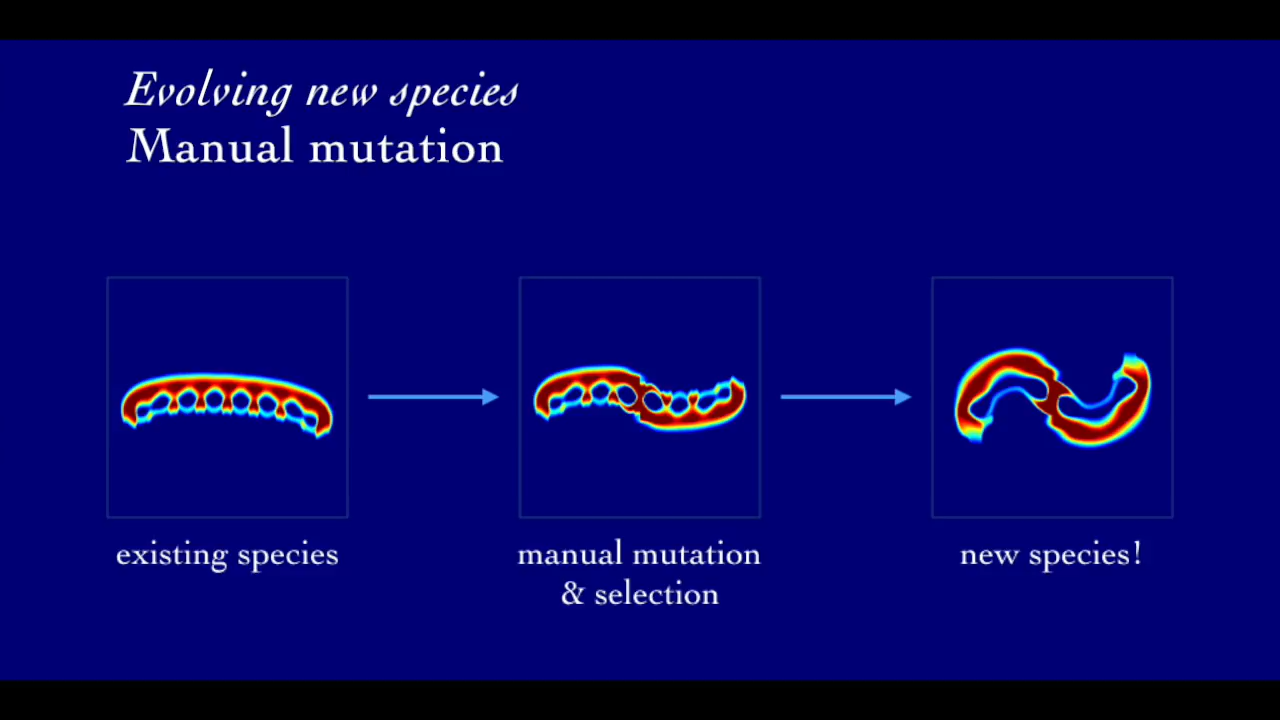 Evolving new species
Manual mutation
existing species
manual mutation
& selection
new species!